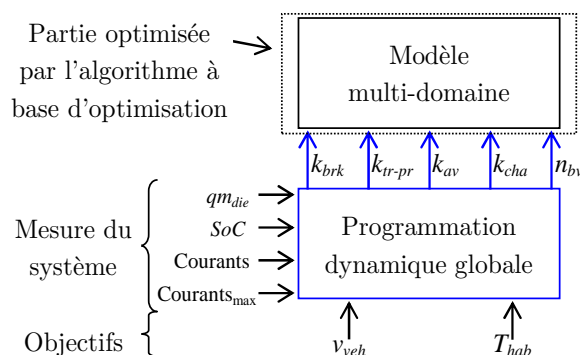 Partie optimisée
par l'algorithme à
base d'optimisation
Modèle
multi-domaine
k_brk k_tr-pr k_av k_cha n_bv
Mesure du
système
qm_die
SoC
Courants
Courants_max
Programmation
dynamique globale
Objectifs
v_veh T_hab